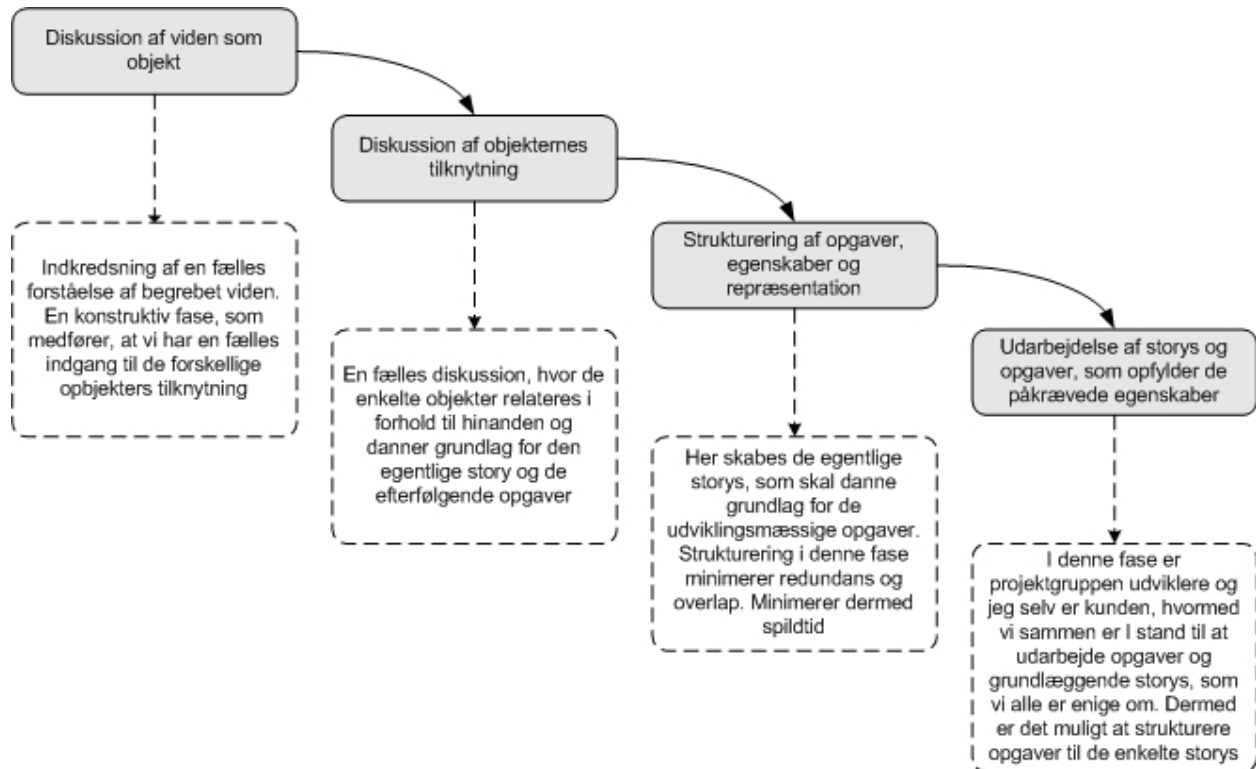 Diskussion af viden som
objekt
Diskussion af objekternes
tilknytning
Strukturering af opgaver,
egenskaber og
repræsentation
Udarbejdelse af storys og
opgaver, som opfylder de
påkrævede egenskaber
Indkredsning af en fælles
forståelse af begrebet viden.
En konstruktiv fase, som
medfører, at vi har en fælles
indgang til de forskellige
opbjekters tilknytning
En fælles diskussion, hvor de
enkelte objekter relateres i
forhold til hinanden og
danner grundlag for den
egentlige story og de
efterfølgende opgaver
Her skabes de egentlige
storys, som skal danne
grundlag for de
udviklingsmæssige opgaver.
Strukturering i denne fase
minimerer redundans og
overlap. Minimerer dermed
spildtid
I denne fase er
projektgruppen udviklere og
jeg selv er kunden, hvormed
vi sammen er I stand til at
udarbejde opgaver og
grundlæggende storys, som
vi alle er enige om. Dermed
er det muligt at strukturere
opgaver til de enkelte storys